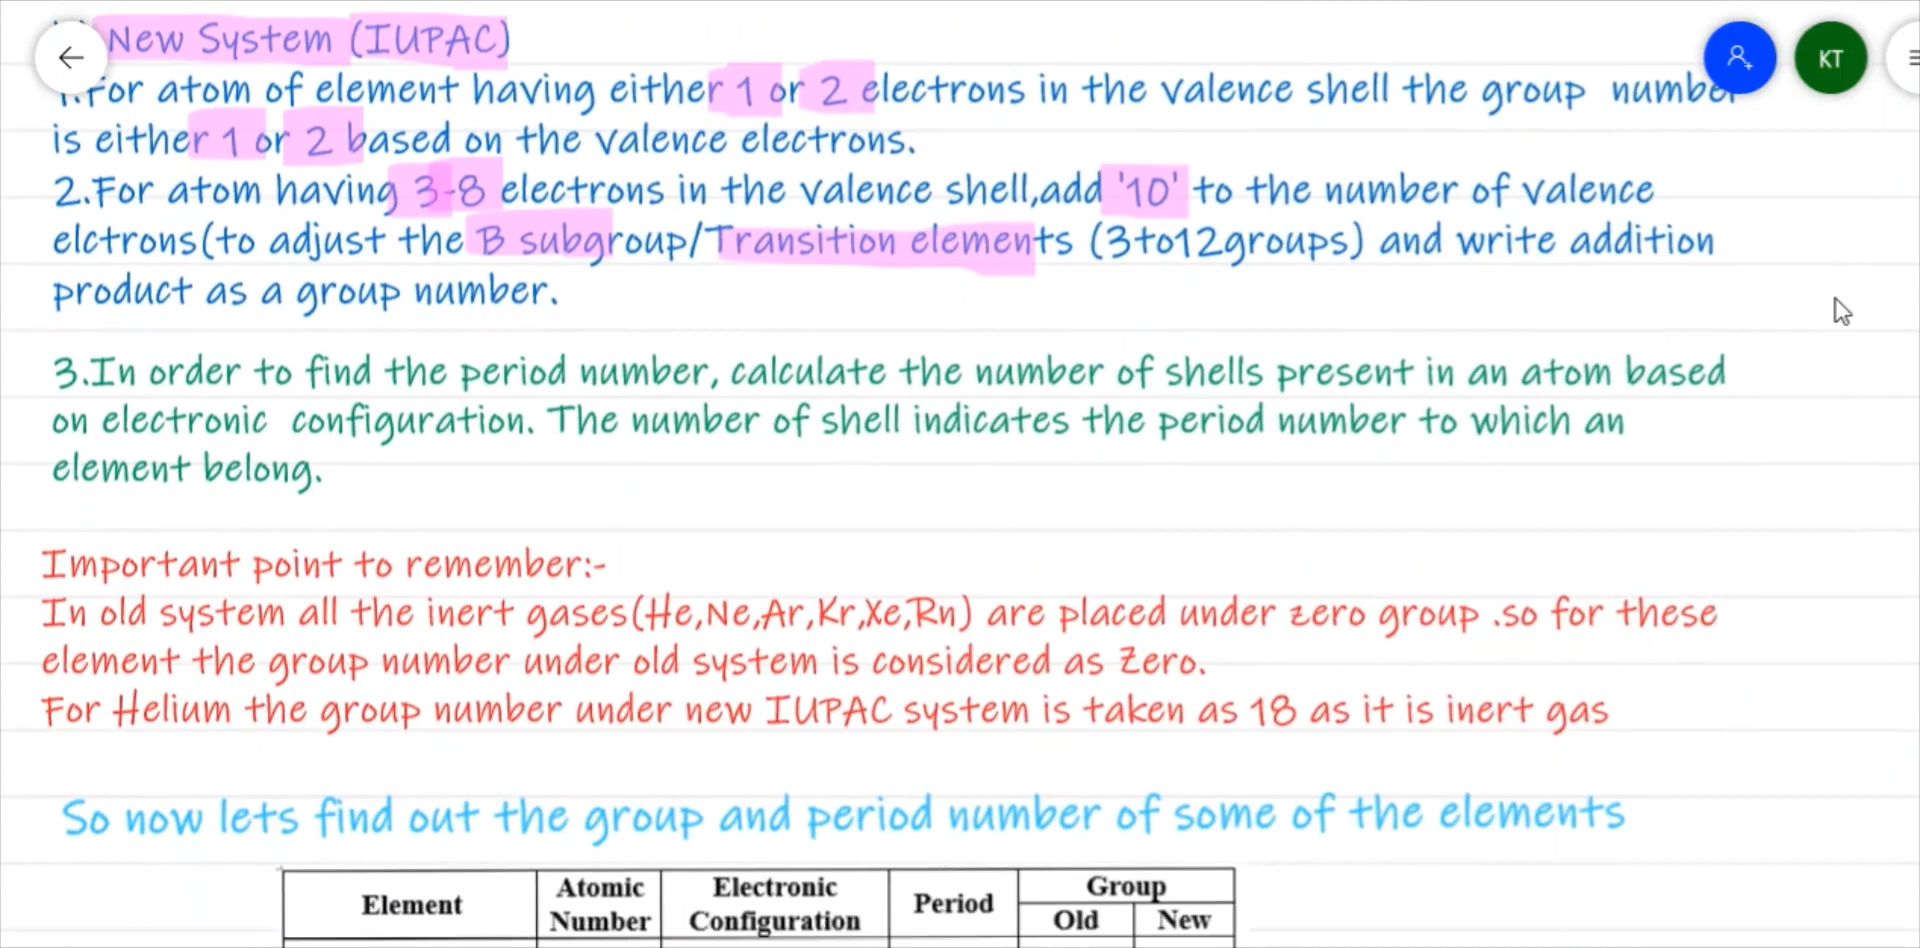 New System (IUPAC)
1.For atom of element having either 1 or 2 electrons in the valence shell the group number
is either 1 or 2 based on the valence electrons.
2.For atom having 3-8 electrons in the valence shell,add '10' to the number of valence
elctrons(to adjust the B subgroup/Transition elements (3to12groups) and write addition
product as a group number.
3.In order to find the period number, calculate the number of shells present in an atom based
on electronic configuration. The number of shell indicates the period number to which an
element belong.
Important point to remember:-
In old system all the inert gases(He,Ne,Ar,Kr,Xe,Rn) are placed under zero group .so for these
element the group number under old system is considered as Zero.
For Helium the group number under new IUPAC system is taken as 18 as it is inert gas
So now lets find out the group and period number of some of the elements
Element Atomic Number Electronic Configuration Period Group
Old New
KT